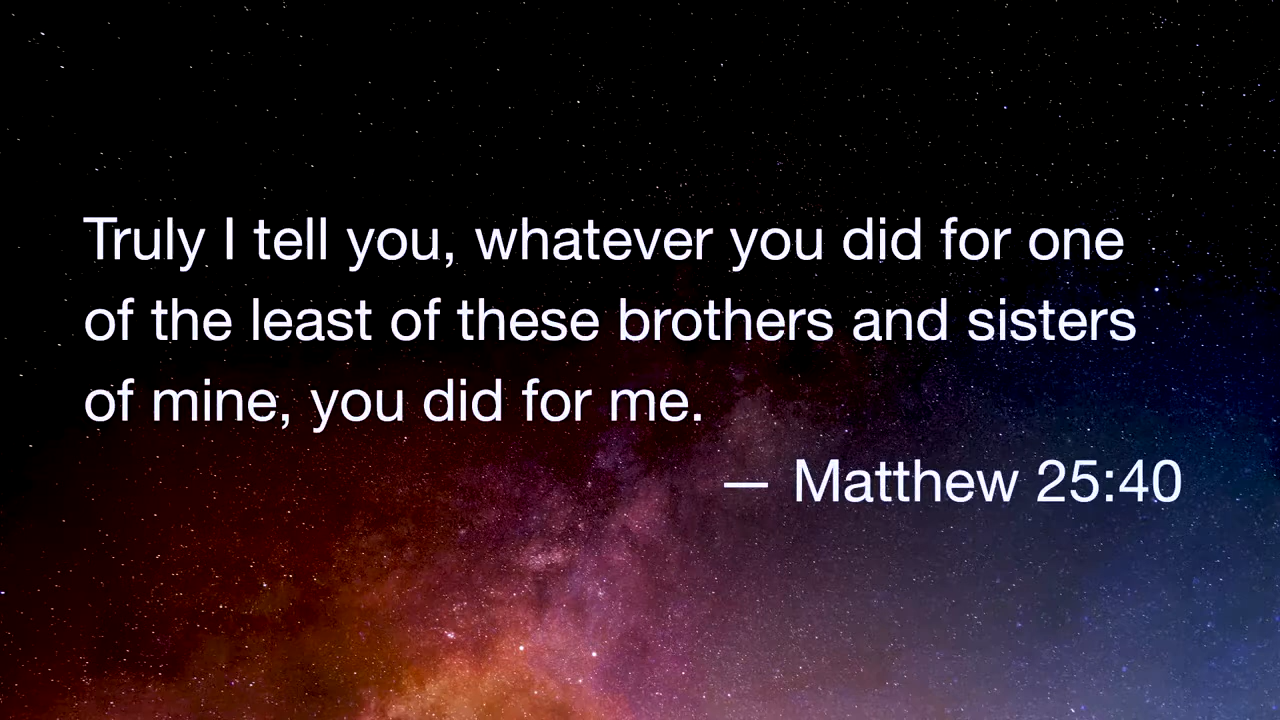 Truly I tell you, whatever you did for one
of the least of these brothers and sisters
of mine, you did for me.
— Matthew 25:40